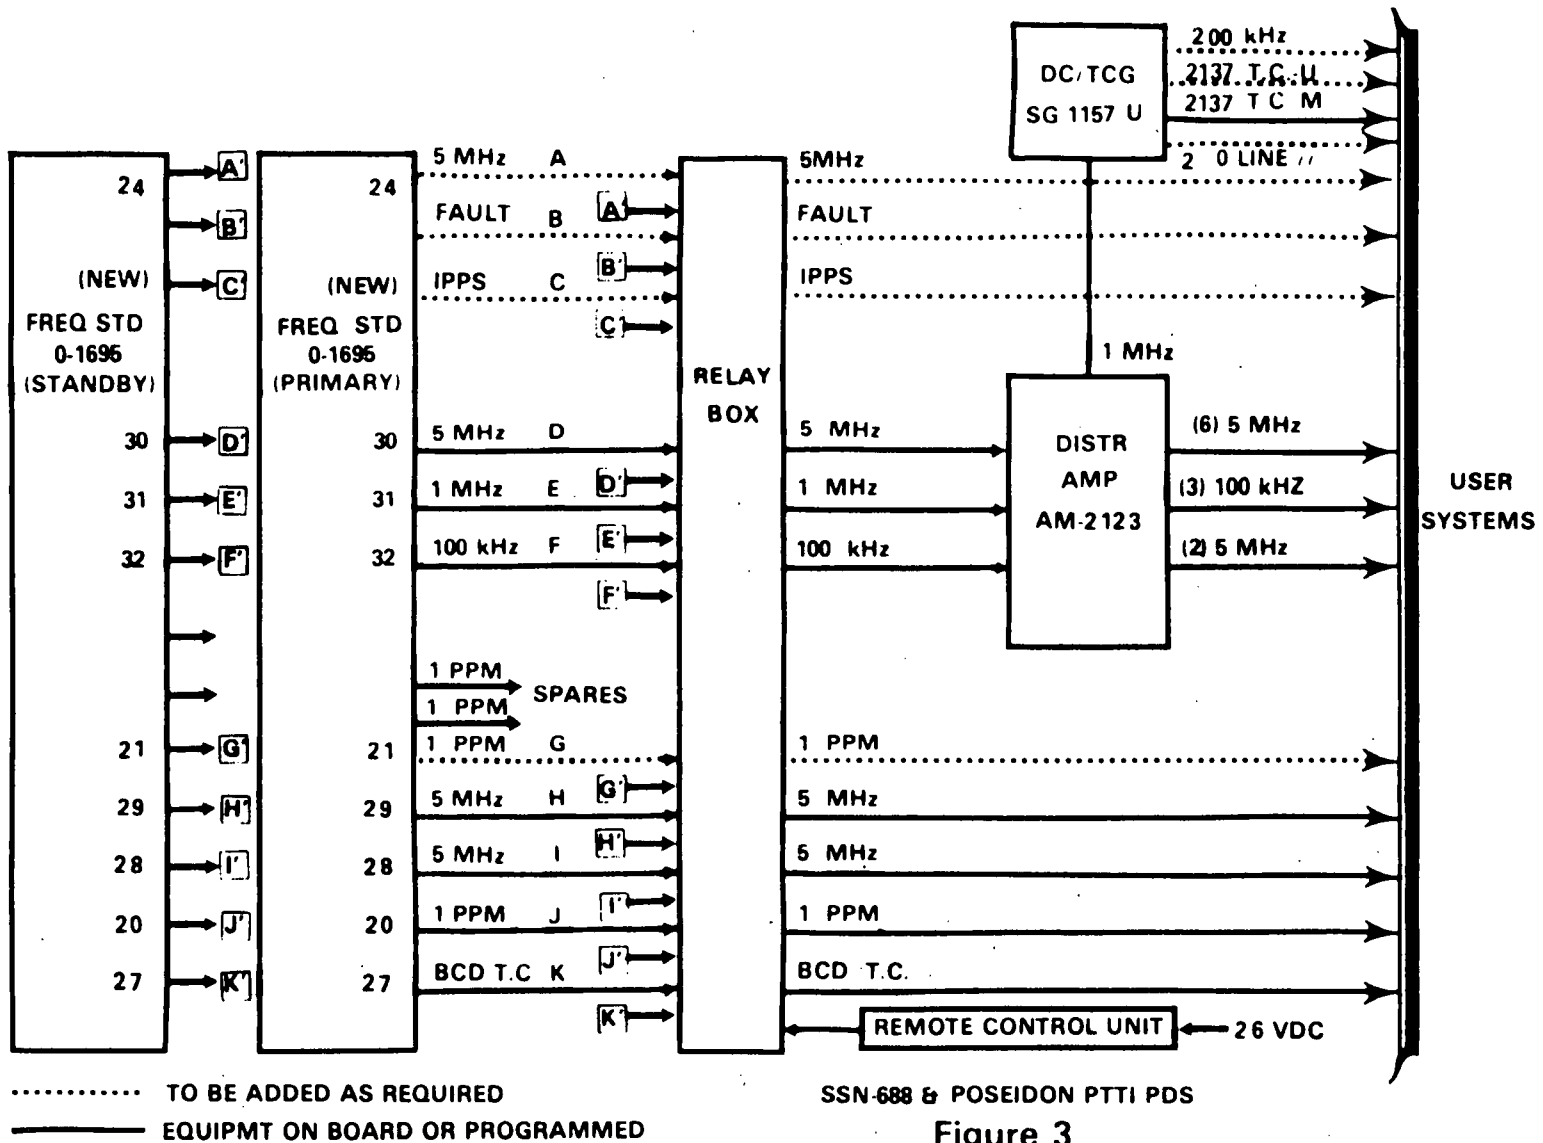 DC/TCG
SG 1157 U
200 kHz
2137 T.C. U
2137 T C M
2 0 LINE
24
(NEW)
FREQ STD
0-1695
(STANDBY)
30
31
32
21
29
28
20
27
A'
B'
C'
D'
E'
F'
G'
H'
I'
J'
K'
24
(NEW)
FREQ STD
0-1695
(PRIMARY)
30
31
32
21
29
28
20
27
5 MHz A
FAULT B
IPPS C
5 MHz D
1 MHz E
100 kHz F
1 PPM
SPARES
1 PPM
1 PPM G
5 MHz H
5 MHz I
1 PPM J
BCD T.C K
A'
B'
C'
D'
E'
F'
G'
H'
I'
J'
K'
RELAY
BOX
5MHz
FAULT
IPPS
5 MHz
1 MHz
100 kHz
1 PPM
5 MHz
5 MHz
1 PPM
BCD T.C.
1 MHz
DISTR
AMP
AM-2123
(6) 5 MHz
(3) 100 kHZ
(2) 5 MHz
USER
SYSTEMS
REMOTE CONTROL UNIT
26 VDC
TO BE ADDED AS REQUIRED
EQUIPMT ON BOARD OR PROGRAMMED
SSN-688 & POSEIDON PTTI PDS
Figure 3